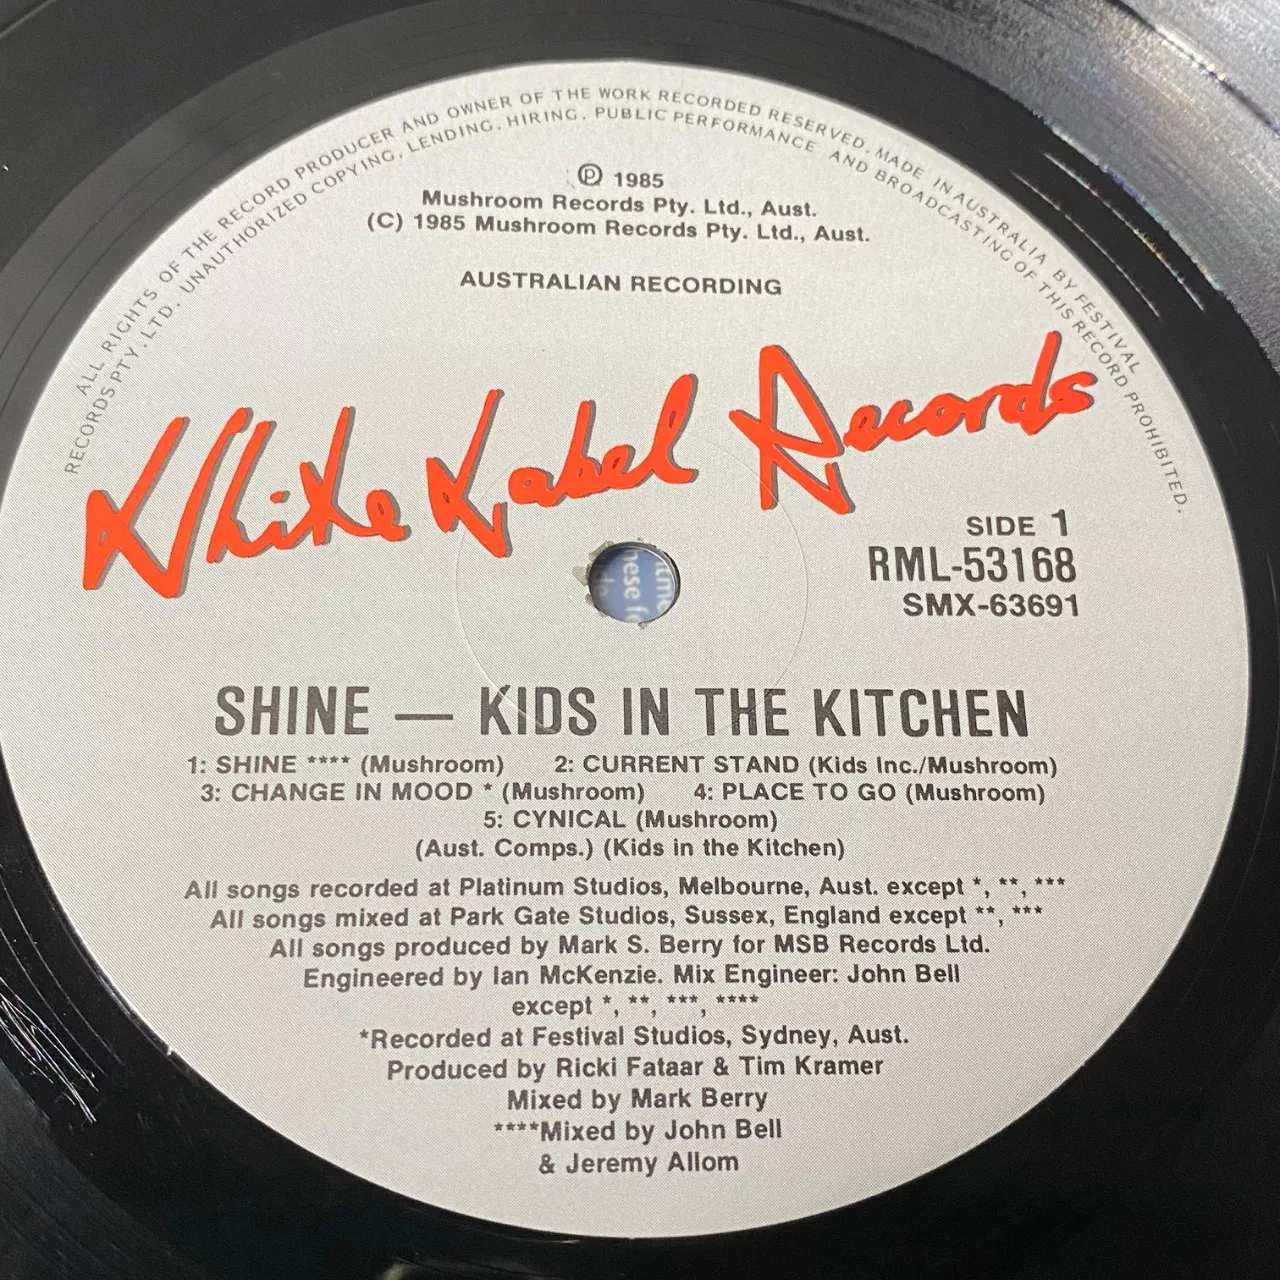 ALL RIGHTS OF THE RECORD PRODUCER AND OWNER OF THE WORK RECORDED RESERVED. MADE IN AUSTRALIA BY FESTIVAL
RECORDS PTY. LTD. UNAUTHORIZED COPYING, LENDING, HIRING, PUBLIC PERFORMANCE AND BROADCASTING OF THIS RECORD PROHIBITED.
℗ 1985
Mushroom Records Pty. Ltd., Aust.
(C) 1985 Mushroom Records Pty. Ltd., Aust.
AUSTRALIAN RECORDING
White Label Records
SIDE 1
RML-53168
SMX-63691
SHINE — KIDS IN THE KITCHEN
1: SHINE **** (Mushroom) 2: CURRENT STAND (Kids Inc./Mushroom)
3: CHANGE IN MOOD * (Mushroom) 4: PLACE TO GO (Mushroom)
5: CYNICAL (Mushroom)
(Aust. Comps.) (Kids in the Kitchen)
All songs recorded at Platinum Studios, Melbourne, Aust. except *, **, ***
All songs mixed at Park Gate Studios, Sussex, England except **, ***
All songs produced by Mark S. Berry for MSB Records Ltd.
Engineered by Ian McKenzie. Mix Engineer: John Bell
except *, **, ***, ****
*Recorded at Festival Studios, Sydney, Aust.
Produced by Ricki Fataar & Tim Kramer
Mixed by Mark Berry
****Mixed by John Bell
& Jeremy Allom